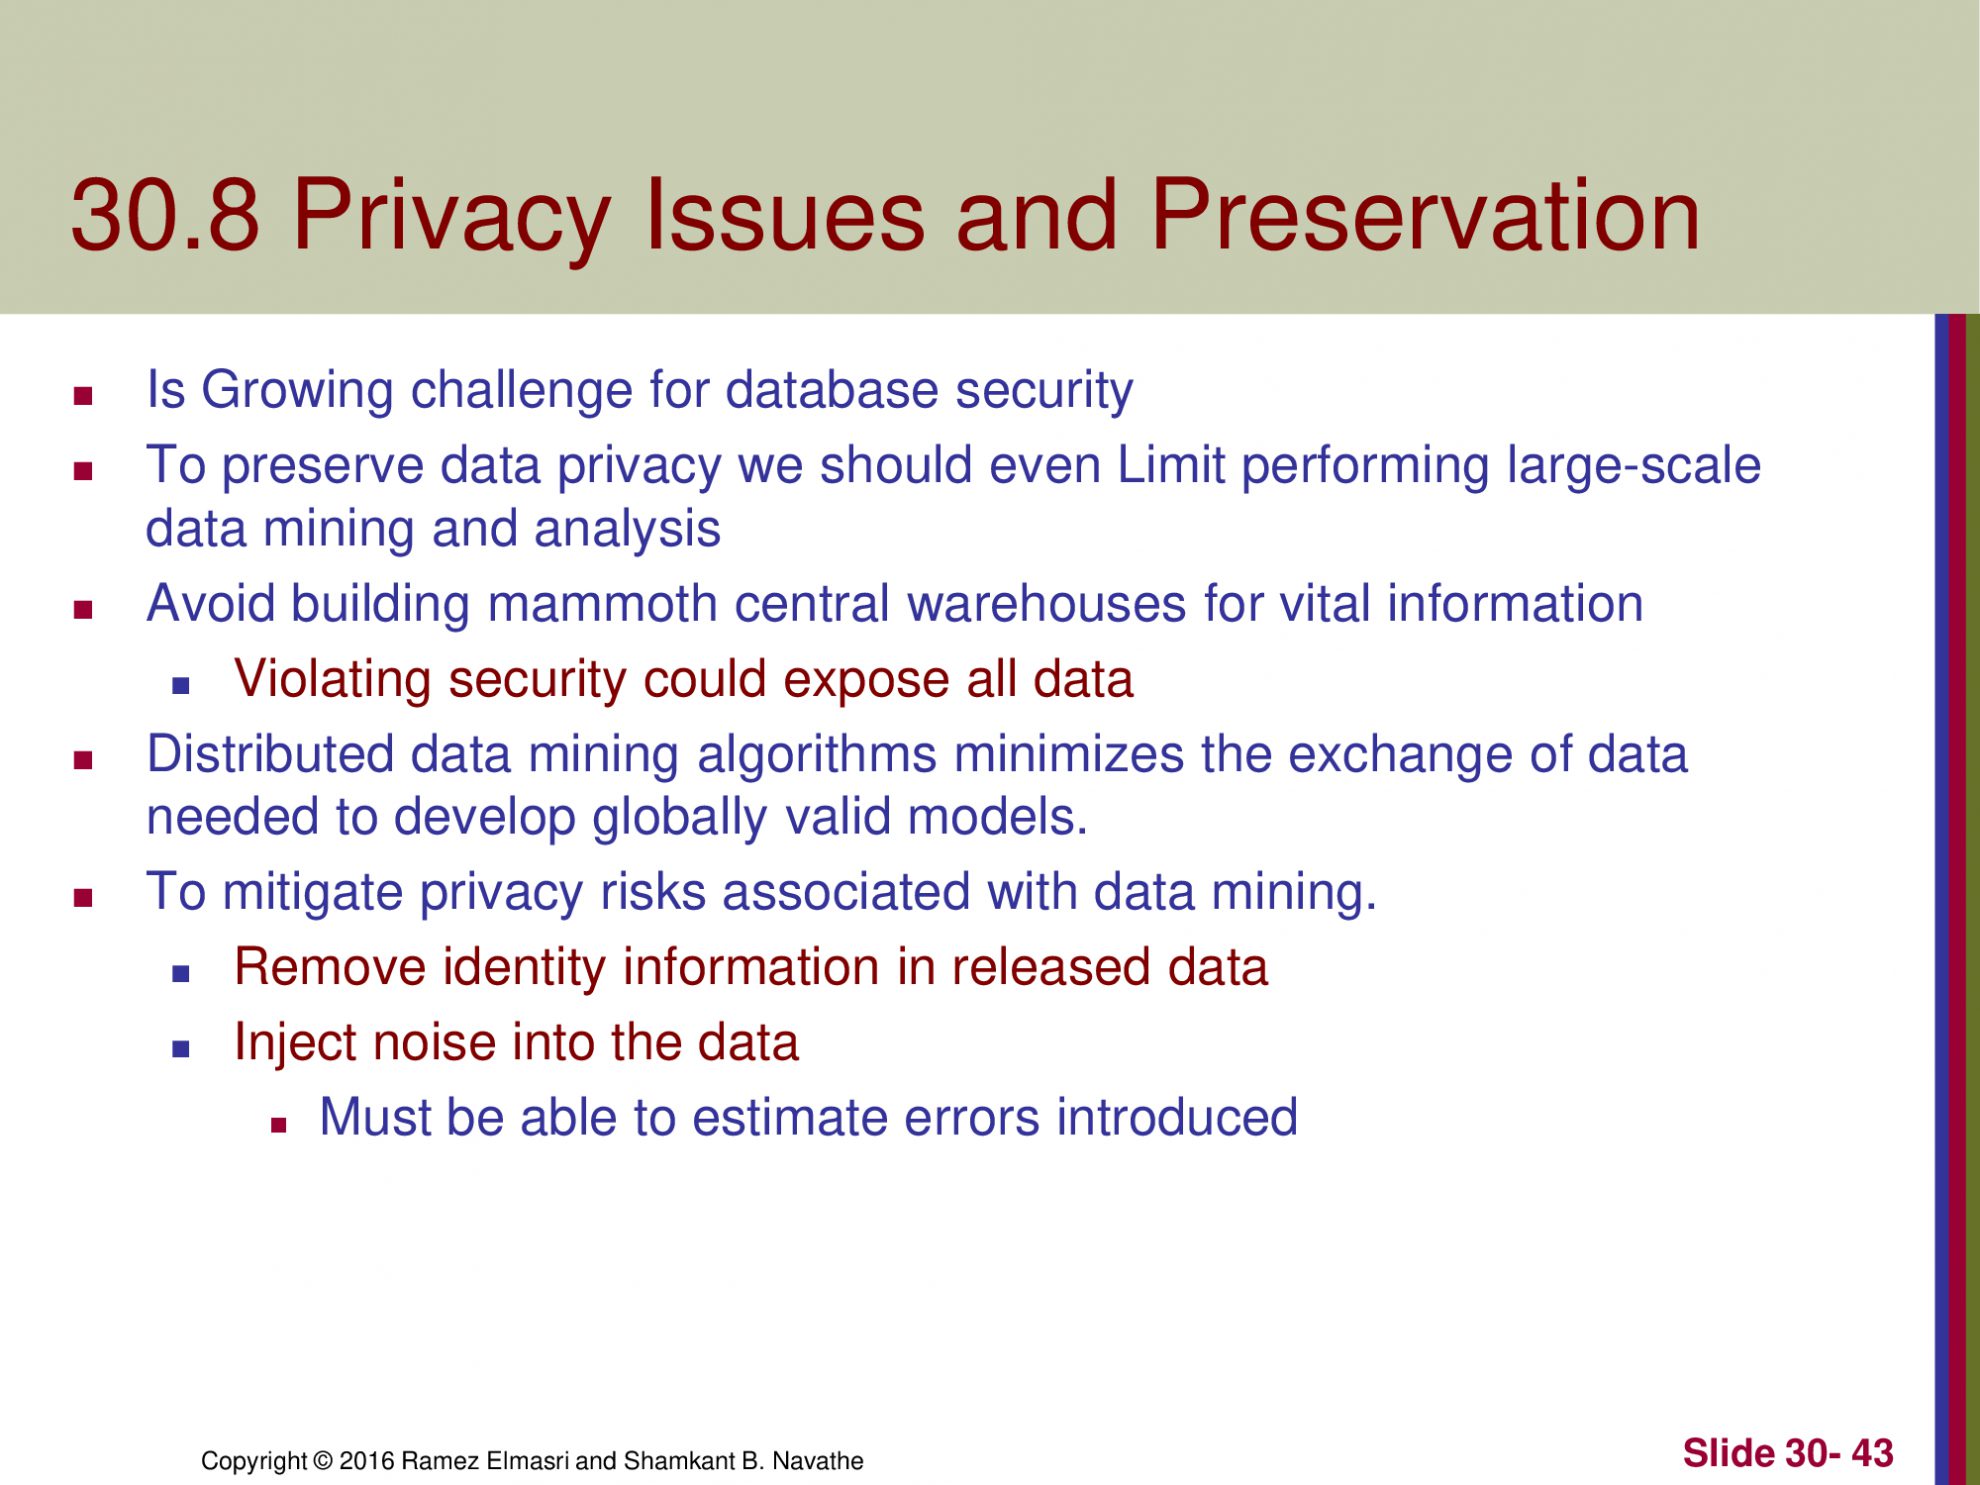 30.8 Privacy Issues and Preservation
Is Growing challenge for database security
To preserve data privacy we should even Limit performing large-scale
data mining and analysis
Avoid building mammoth central warehouses for vital information
Violating security could expose all data
Distributed data mining algorithms minimizes the exchange of data
needed to develop globally valid models.
To mitigate privacy risks associated with data mining.
Remove identity information in released data
Inject noise into the data
Must be able to estimate errors introduced
Copyright © 2016 Ramez Elmasri and Shamkant B. Navathe
Slide 30- 43